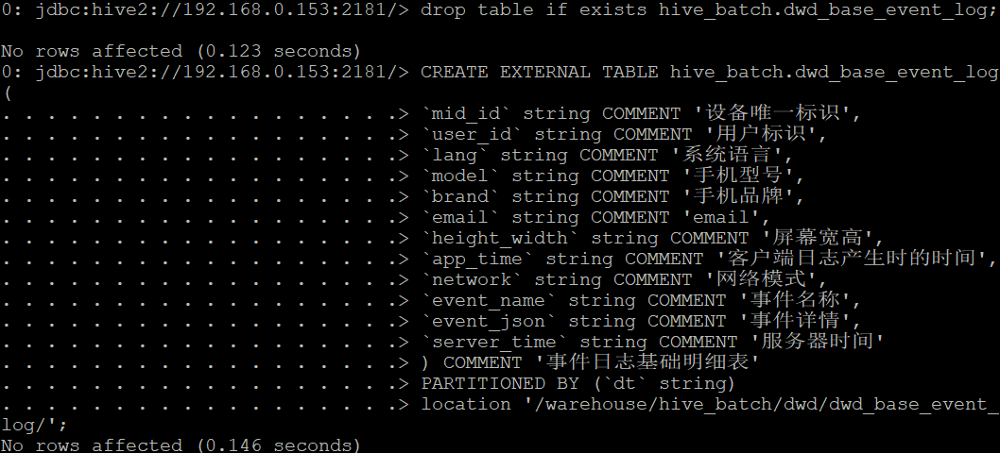 0: jdbc:hive2://192.168.0.153:2181/> drop table if exists hive_batch.dwd_base_event_log;
No rows affected (0.123 seconds)
0: jdbc:hive2://192.168.0.153:2181/> CREATE EXTERNAL TABLE hive_batch.dwd_base_event_log
(
. . . . . . . . . . . . . . . . . .> `mid_id` string COMMENT '设备唯一标识',
. . . . . . . . . . . . . . . . . .> `user_id` string COMMENT '用户标识',
. . . . . . . . . . . . . . . . . .> `lang` string COMMENT '系统语言',
. . . . . . . . . . . . . . . . . .> `model` string COMMENT '手机型号',
. . . . . . . . . . . . . . . . . .> `brand` string COMMENT '手机品牌',
. . . . . . . . . . . . . . . . . .> `email` string COMMENT 'email',
. . . . . . . . . . . . . . . . . .> `height_width` string COMMENT '屏幕宽高',
. . . . . . . . . . . . . . . . . .> `app_time` string COMMENT '客户端日志产生时的时间',
. . . . . . . . . . . . . . . . . .> `network` string COMMENT '网络模式',
. . . . . . . . . . . . . . . . . .> `event_name` string COMMENT '事件名称',
. . . . . . . . . . . . . . . . . .> `event_json` string COMMENT '事件详情',
. . . . . . . . . . . . . . . . . .> `server_time` string COMMENT '服务器时间'
. . . . . . . . . . . . . . . . . .> ) COMMENT '事件日志基础明细表'
. . . . . . . . . . . . . . . . . .> PARTITIONED BY (`dt` string)
. . . . . . . . . . . . . . . . . .> location '/warehouse/hive_batch/dwd/dwd_base_event_
log/';
No rows affected (0.146 seconds)